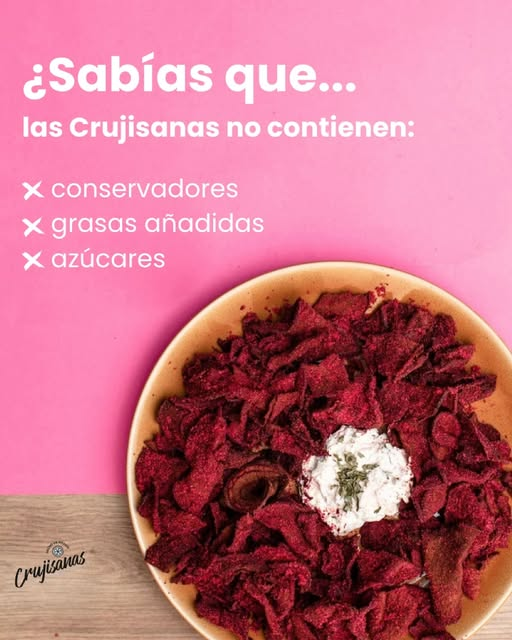 ¿Sabías que...
las Crujisanas no contienen:
conservadores
grasas añadidas
azúcares
Crujisanas